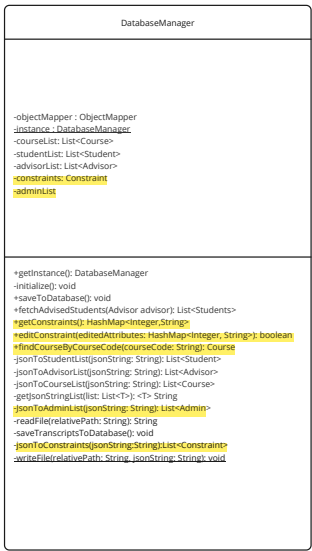 DatabaseManager
-objectMapper : ObjectMapper
-instance : DatabaseManager
-courseList: List<Course>
-studentList: List<Student>
-advisorList: List<Advisor>
-constraints: Constraint
-adminList
+getInstance(): DatabaseManager
-initialize(): void
+saveToDatabase(): void
+fetchAdvisedStudents(Advisor advisor): List<Students>
+getConstraints(): HashMap<Integer,String>
+editConstraint(editedAttributes: HashMap<Integer, String>): boolean
+findCourseByCourseCode(courseCode: String): Course
-jsonToStudentList(jsonString: String): List<Student>
-jsonToAdvisorList(jsonString: String): List<Advisor>
-jsonToCourseList(jsonString: String): List<Course>
-getJsonString(list: List<T>): <T> String
-jsonToAdminList(jsonString: String): List<Admin>
-readFile(relativePath: String): String
-saveTranscriptsToDatabase(): void
-jsonToConstraints(jsonString:String):List<Constraint>
-writeFile(relativePath: String, jsonString: String): void